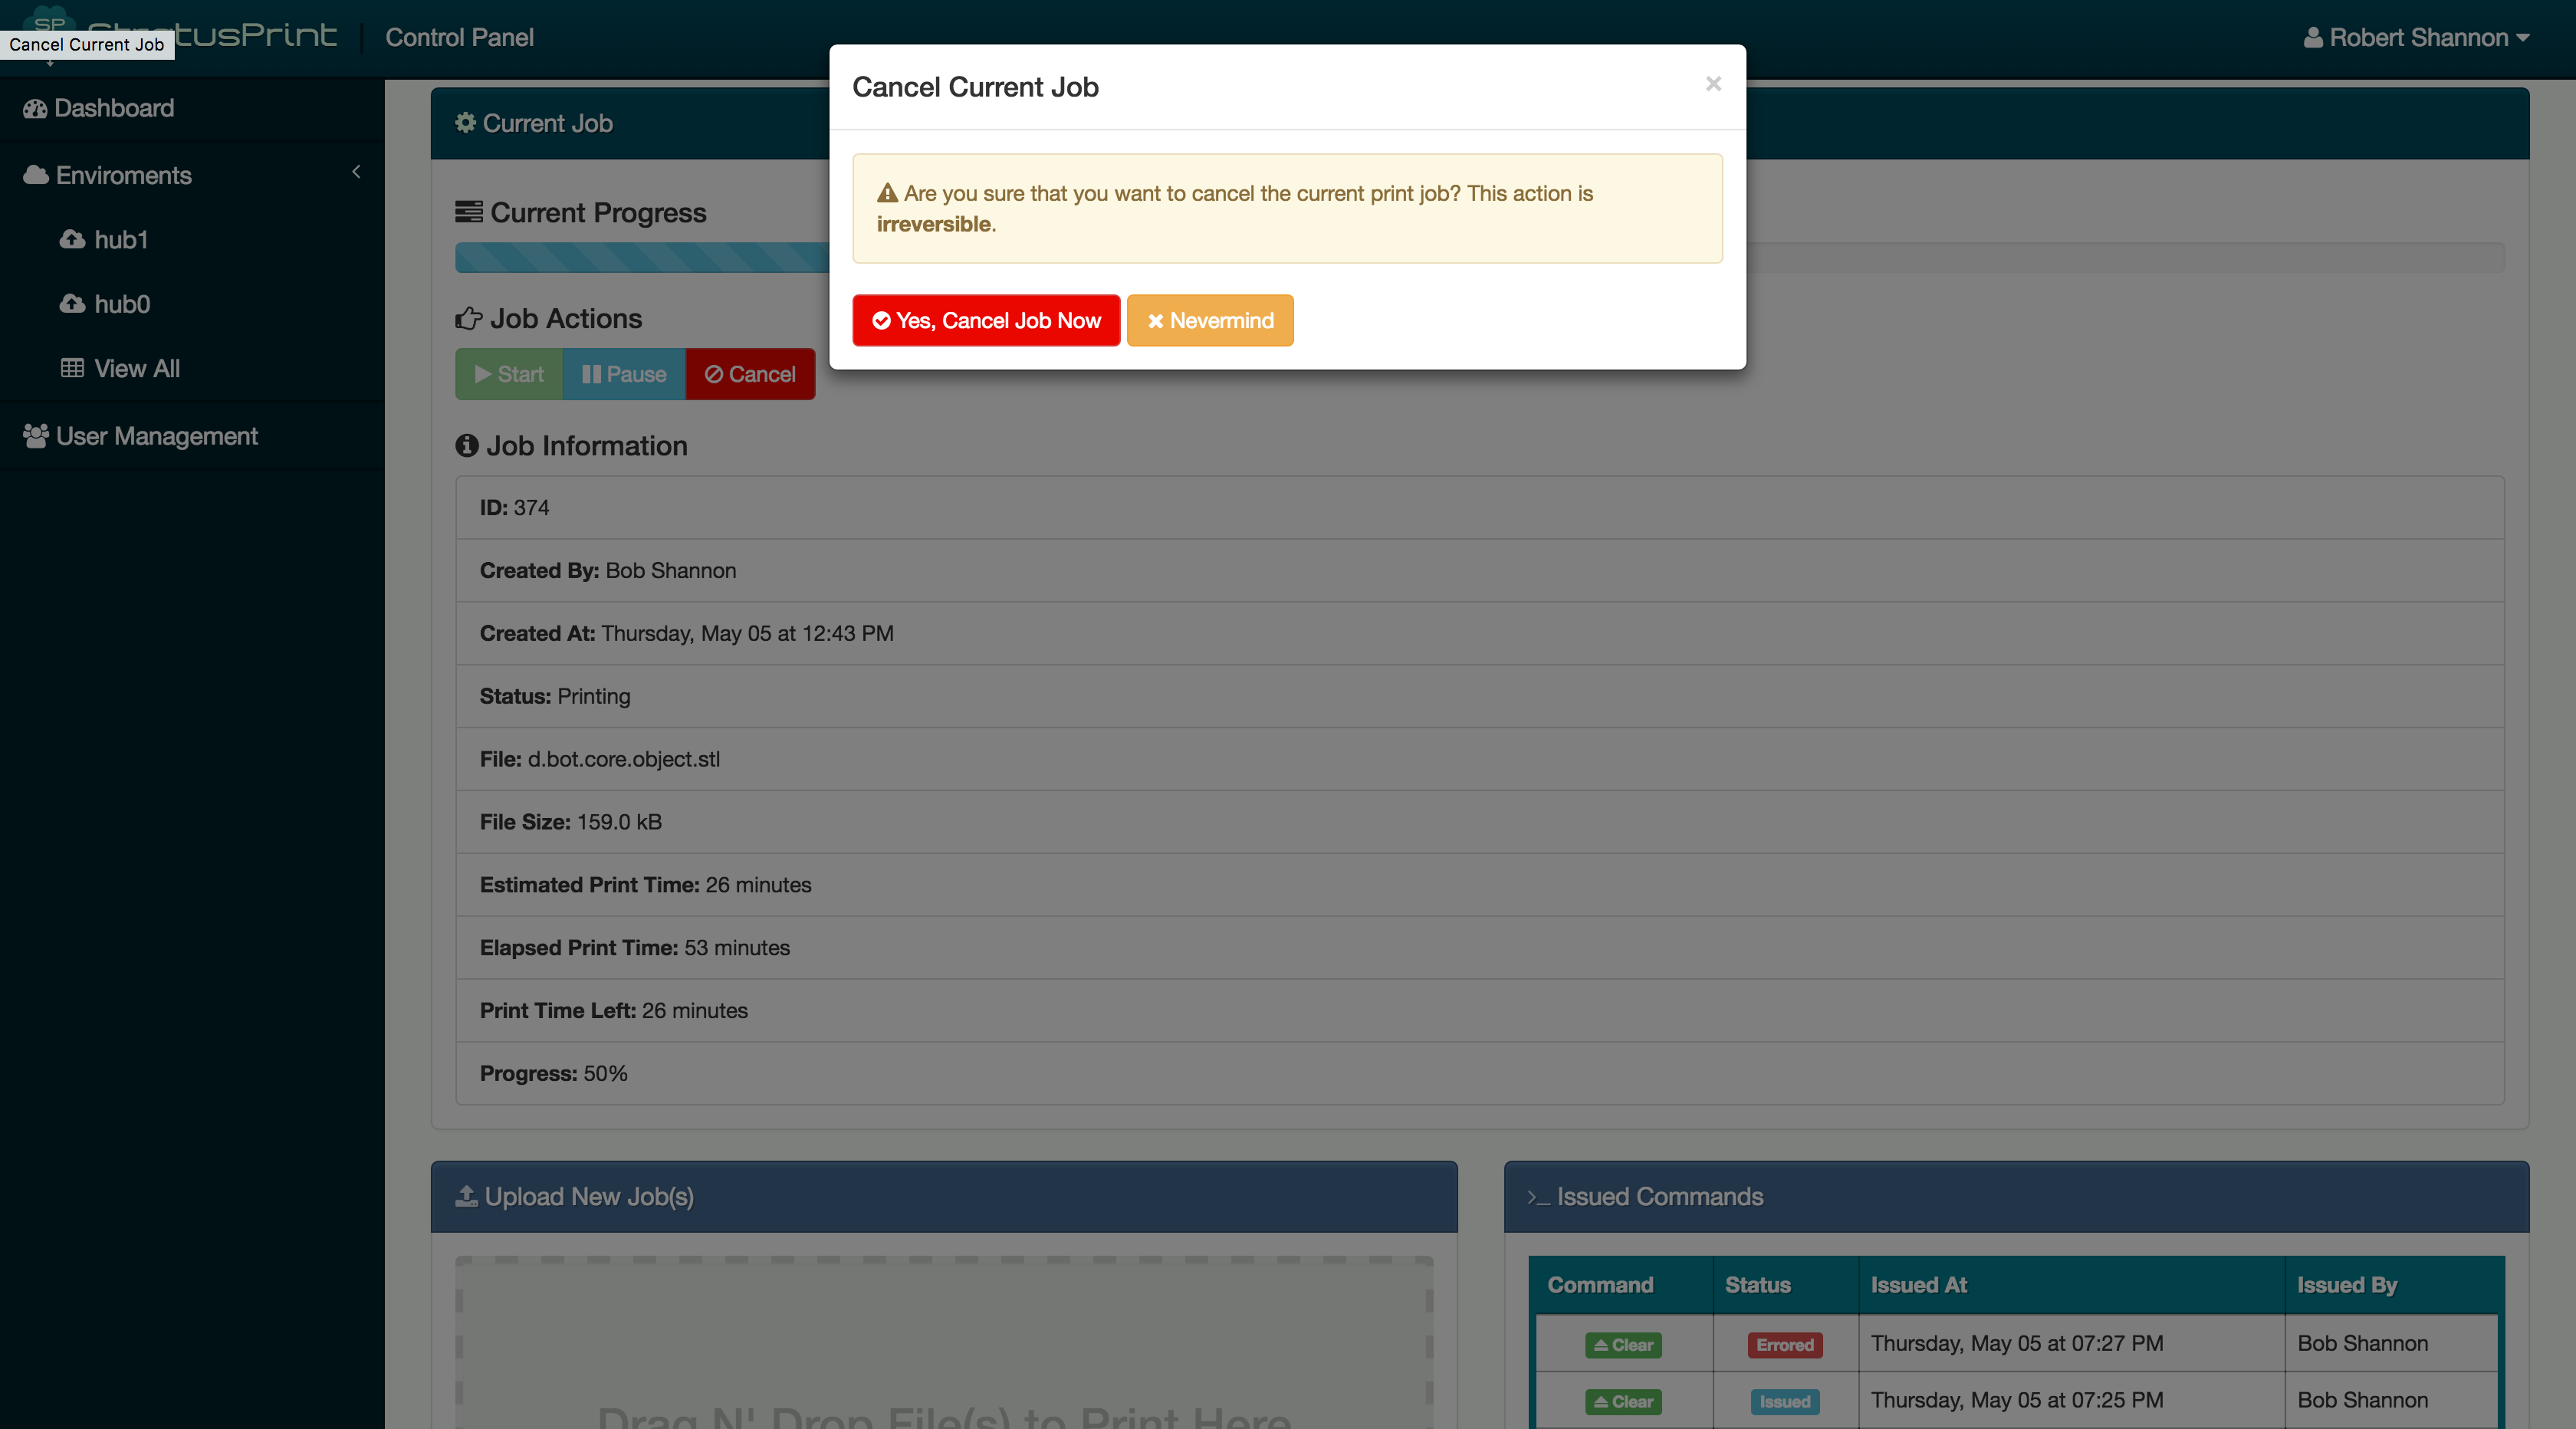 SP
StratusPrint
Cancel Current Job
Control Panel
Robert Shannon
Dashboard
Enviroments
hub1
hub0
View All
User Management
Cancel Current Job
×
Are you sure that you want to cancel the current print job? This action is
irreversible.
Yes, Cancel Job Now
Nevermind
Current Job
Current Progress
Job Actions
Start
Pause
Cancel
Job Information
ID: 374
Created By: Bob Shannon
Created At: Thursday, May 05 at 12:43 PM
Status: Printing
File: d.bot.core.object.stl
File Size: 159.0 kB
Estimated Print Time: 26 minutes
Elapsed Print Time: 53 minutes
Print Time Left: 26 minutes
Progress: 50%
Upload New Job(s)
Drag N' Drop File(s) to Print Here
Issued Commands
Command Status Issued At Issued By
Clear Errored Thursday, May 05 at 07:27 PM Bob Shannon
Clear Issued Thursday, May 05 at 07:25 PM Bob Shannon